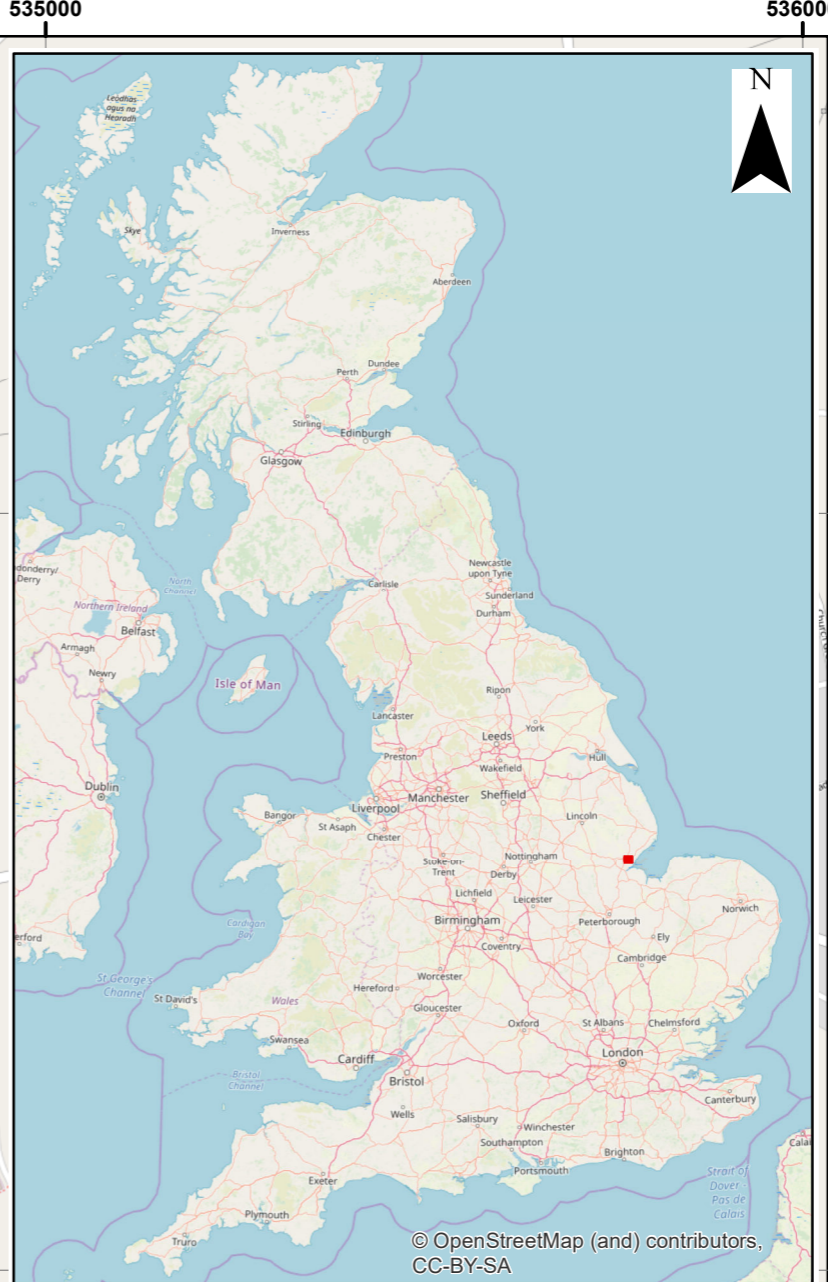 535000
N
Leòdhas
agus na
Hearadh
Skye
Inverness
Aberdeen
Dundee
Perth
Stirling
Edinburgh
Glasgow
Newcastle
upon Tyne
donderry/
Derry
North
Channel
Carlisle
Sunderland
Northern Ireland
Durham
Belfast
Armagh
Newry
Isle of Man
Ripon
Lancaster
York
Leeds
Preston
Hull
Wakefield
Dublin
Liverpool
Manchester
Sheffield
Bangor
St Asaph
Lincoln
Chester
Stoke-on-
Trent
Nottingham
Derby
Lichfield
Leicester
Norwich
Birmingham
Peterborough
Cardigan
Bay
erford
Coventry
Ely
Cambridge
St George's
Channel
Worcester
Hereford
St David's
Wales
Gloucester
Oxford
St Albans
Chelmsford
Swansea
London
Cardiff
Bristol
Channel
Bristol
Canterbury
Wells
Salisbury
Winchester
Southampton
Brighton
Portsmouth
Strait of
Dover -
Pas de
Calais
Calai
Exeter
Plymouth
Truro
© OpenStreetMap (and) contributors,
CC-BY-SA